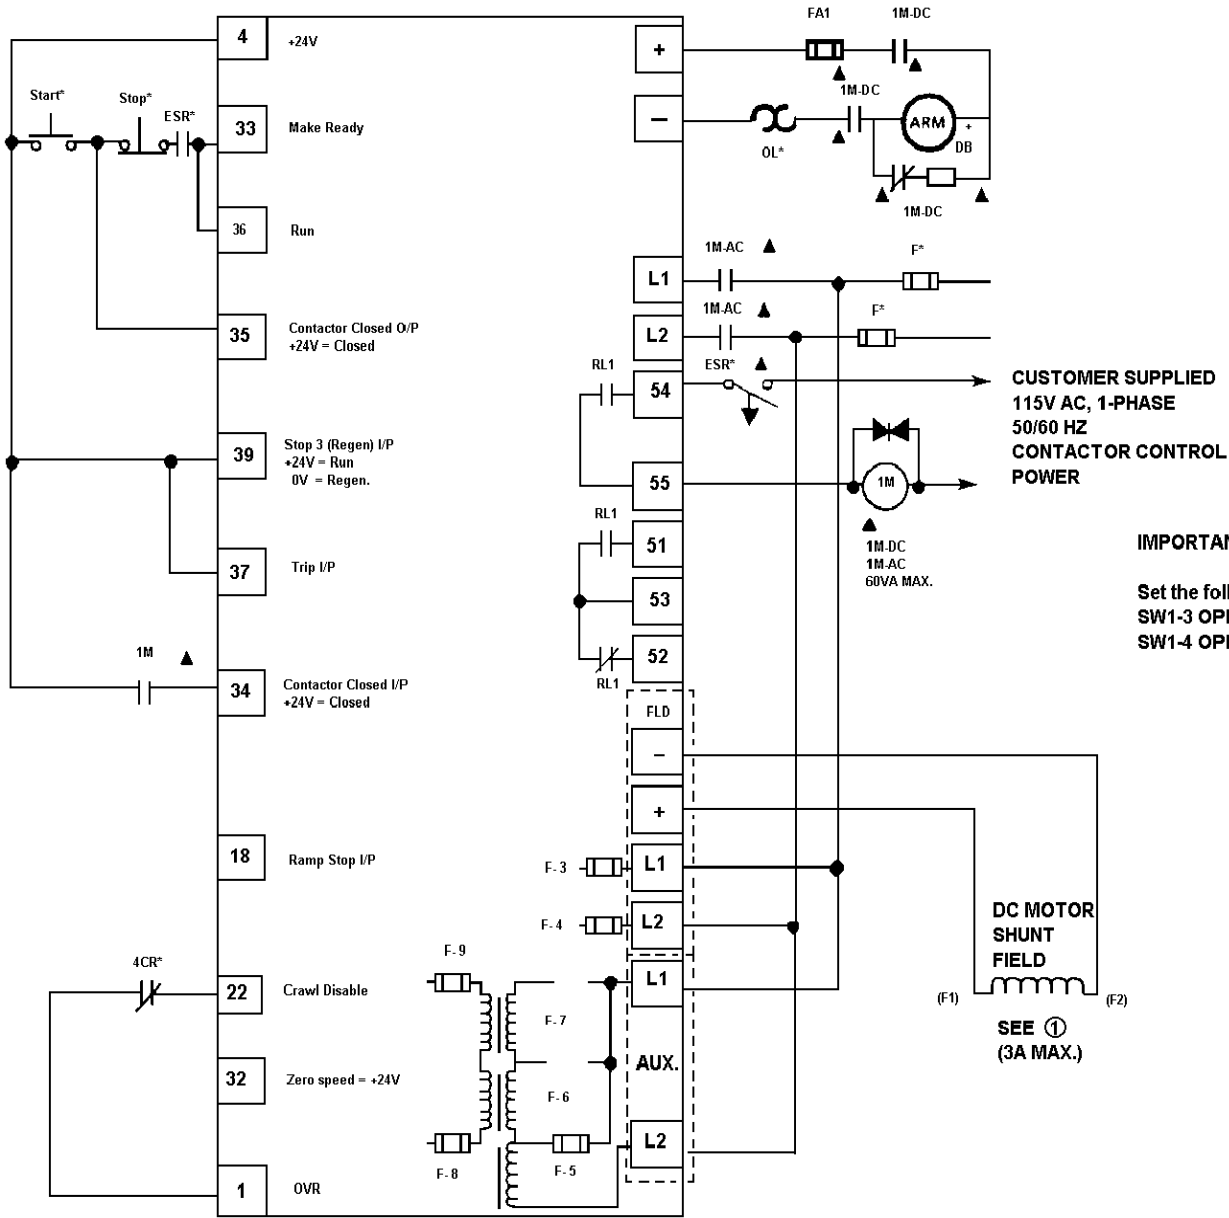 4
+24V
Start*
Stop*
ESR*
33
Make Ready
36
Run
35
Contactor Closed O/P
+24V = Closed
39
Stop 3 (Regen) I/P
+24V = Run
0V = Regen.
37
Trip I/P
1M
34
Contactor Closed I/P
+24V = Closed
18
Ramp Stop I/P
4CR*
22
Crawl Disable
32
Zero speed = +24V
1
OVR
F-9
F-7
F-6
F-8
F-5
+
FA1
1M-DC
–
OL*
1M-DC
ARM
+
DB
1M-DC
L1
1M-AC
F*
L2
1M-AC
F*
RL1
54
ESR*
55
1M
1M-DC
1M-AC
60VA MAX.
CUSTOMER SUPPLIED
115V AC, 1-PHASE
50/60 HZ
CONTACTOR CONTROL
POWER
RL1
51
53
52
RL1
IMPORTAN
Set the foll
SW1-3 OPI
SW1-4 OPI
FLD
–
+
F-3
L1
F-4
L2
L1
AUX.
L2
DC MOTOR
SHUNT
FIELD
(F1)
(F2)
SEE ①
(3A MAX.)